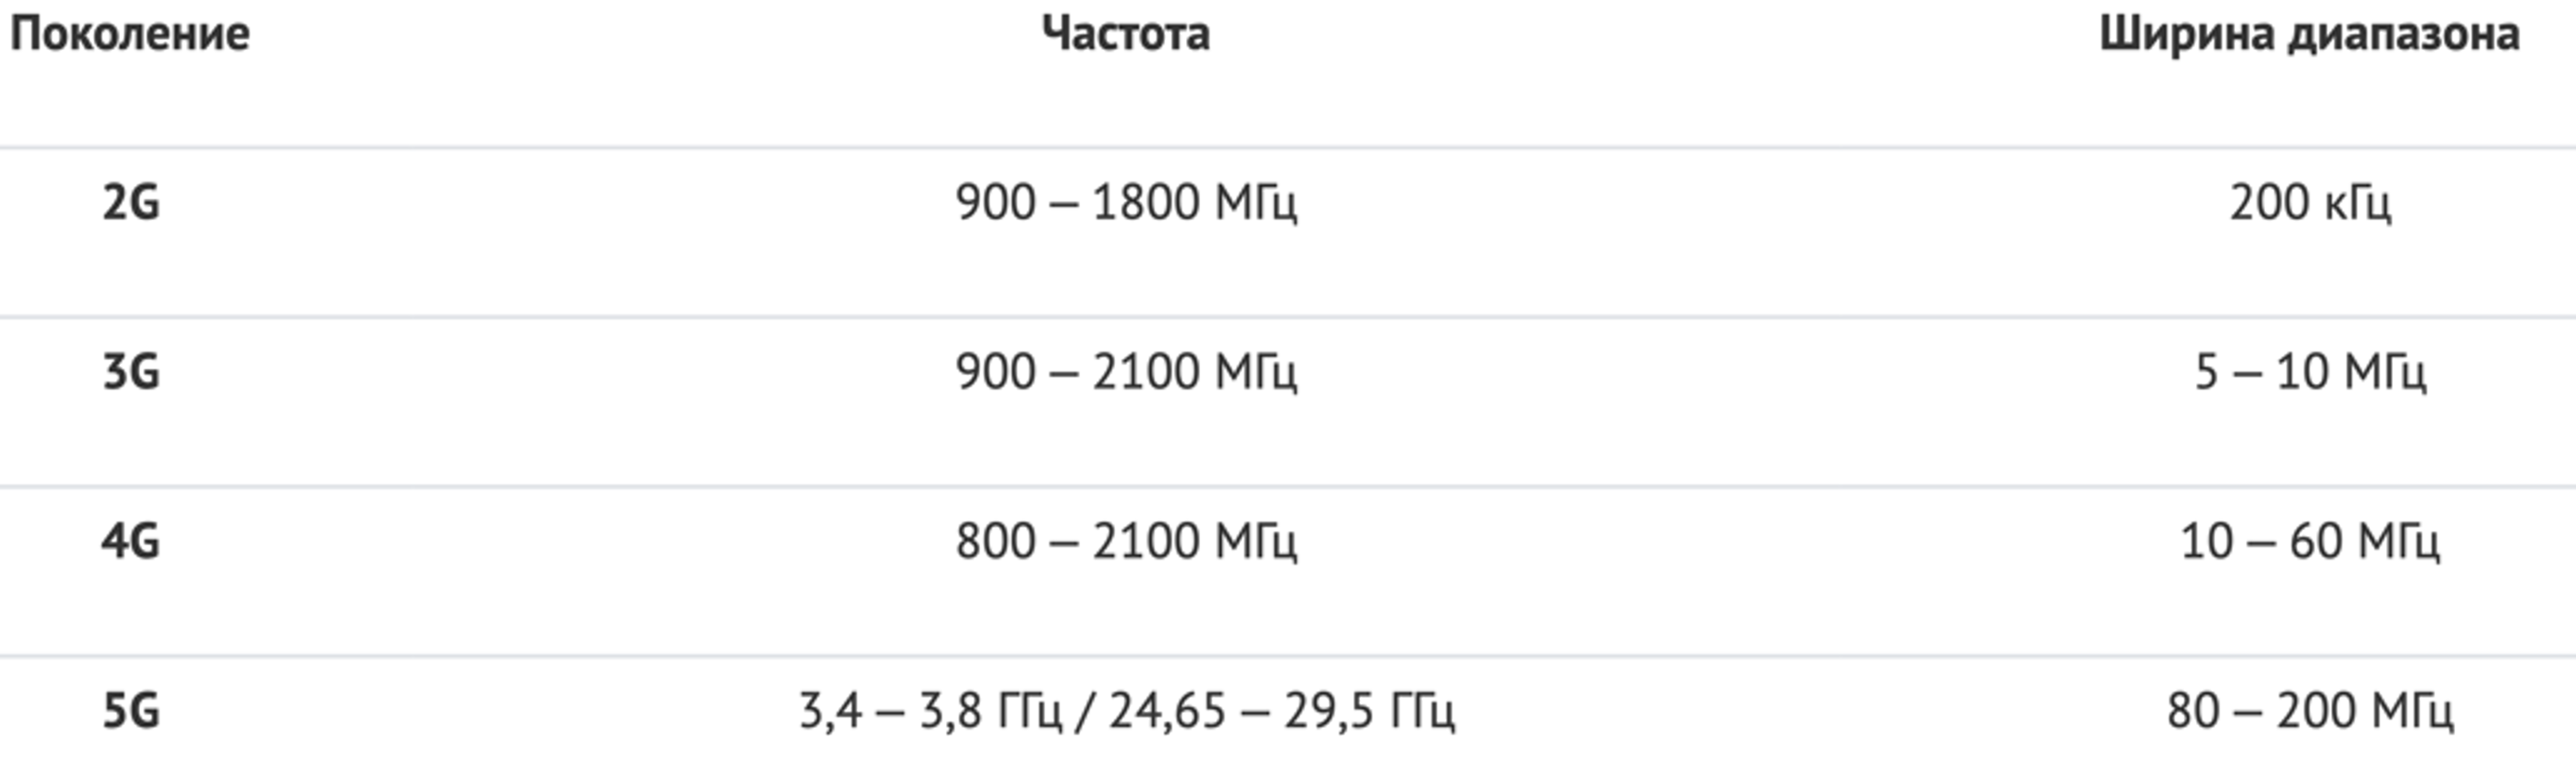 Поколение Частота Ширина диапазона
2G 900 — 1800 МГц 200 кГц
3G 900 — 2100 МГц 5 — 10 МГц
4G 800 — 2100 МГц 10 — 60 МГц
5G 3,4 — 3,8 ГГц / 24,65 — 29,5 ГГц 80 — 200 МГц